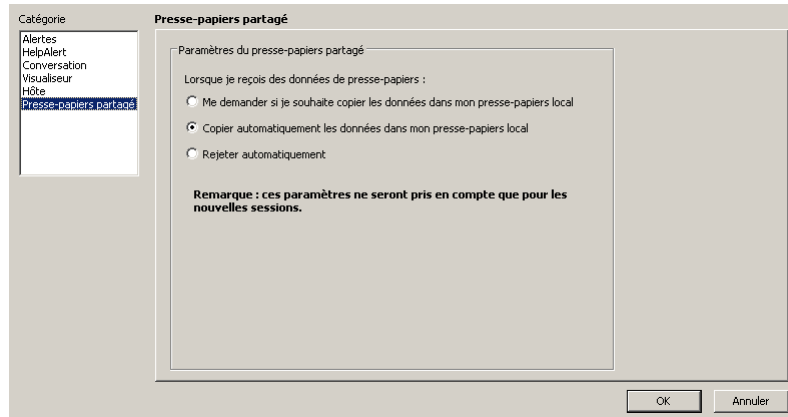 Catégorie
Alertes
HelpAlert
Conversation
Visualiseur
Hôte
Presse-papiers partagé
Presse-papiers partagé
Paramètres du presse-papiers partagé
Lorsque je reçois des données de presse-papiers :
Me demander si je souhaite copier les données dans mon presse-papiers local
Copier automatiquement les données dans mon presse-papiers local
Rejeter automatiquement
Remarque : ces paramètres ne seront pris en compte que pour les
nouvelles sessions.
OK
Annuler